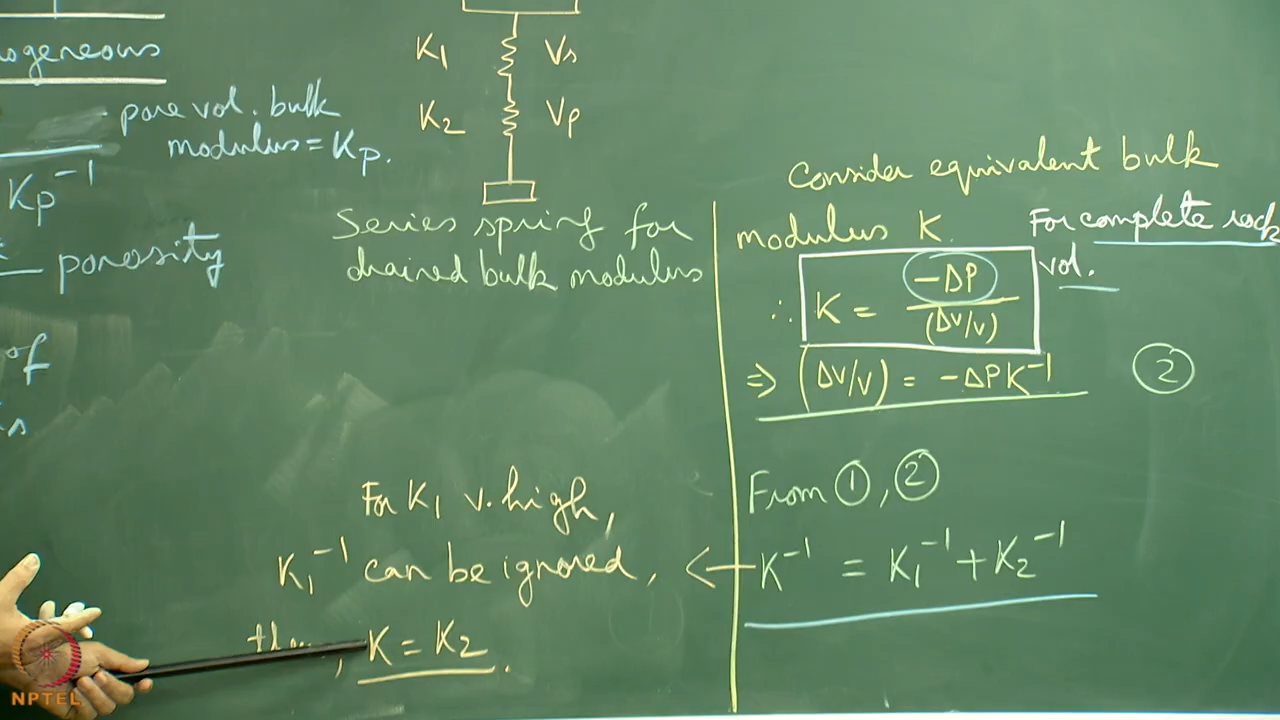 ogeneous
pore vol. bulk
modulus = Kp.
Kp⁻¹
porosity
of
K₁ Vs
K₂ Vp
Series spring for
drained bulk modulus
For K₁ v. high,
K₁⁻¹ can be ignored,
K = K₂.
Consider equivalent bulk
modulus K.
For complete rock
vol.
∴ K = -ΔP / (Δv/v)
⇒ (Δv/v) = -ΔPK⁻¹ ②
From ①, ②
← K⁻¹ = K₁⁻¹ + K₂⁻¹
NPTEL